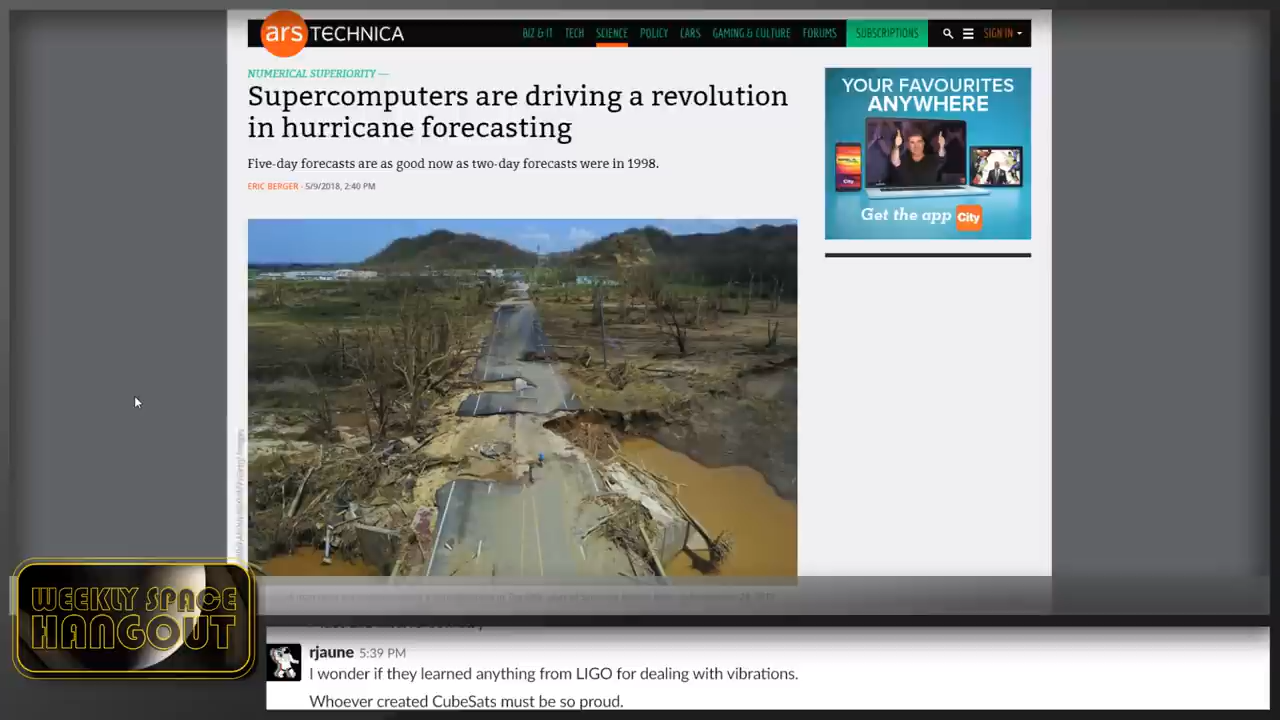 ars TECHNICA
BIZ & IT TECH SCIENCE POLICY CARS GAMING & CULTURE FORUMS SUBSCRIPTIONS SIGN IN
NUMERICAL SUPERIORITY —
Supercomputers are driving a revolution
in hurricane forecasting
Five-day forecasts are as good now as two-day forecasts were in 1998.
ERIC BERGER - 5/9/2018, 2:40 PM
YOUR FAVOURITES
ANYWHERE
City
Get the app City
WEEKLY SPACE
HANGOUT
rjaune 5:39 PM
I wonder if they learned anything from LIGO for dealing with vibrations.
Whoever created CubeSats must be so proud.